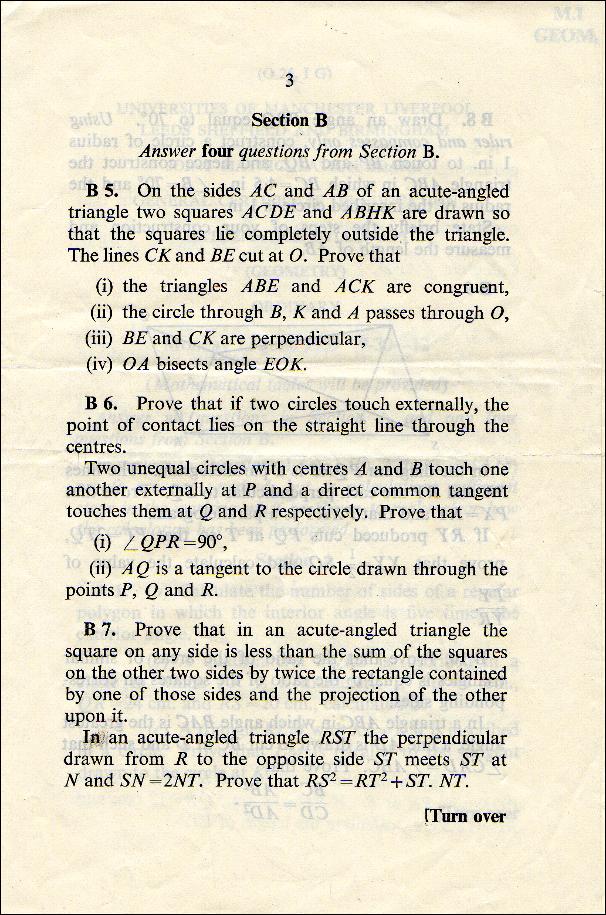 M.I
GEOM.
3
Section B
Answer four questions from Section B.
B 5. On the sides AC and AB of an acute-angled
triangle two squares ACDE and ABHK are drawn so
that the squares lie completely outside the triangle.
The lines CK and BE cut at O. Prove that
(i) the triangles ABE and ACK are congruent,
(ii) the circle through B, K and A passes through O,
(iii) BE and CK are perpendicular,
(iv) OA bisects angle EOK.
B 6. Prove that if two circles touch externally, the
point of contact lies on the straight line through the
centres.
Two unequal circles with centres A and B touch one
another externally at P and a direct common tangent
touches them at Q and R respectively. Prove that
(i) ∠QPR=90°,
(ii) AQ is a tangent to the circle drawn through the
points P, Q and R.
B 7. Prove that in an acute-angled triangle the
square on any side is less than the sum of the squares
on the other two sides by twice the rectangle contained
by one of those sides and the projection of the other
upon it.
In an acute-angled triangle RST the perpendicular
drawn from R to the opposite side ST meets ST at
N and SN=2NT. Prove that RS²=RT²+ST. NT.
[Turn over